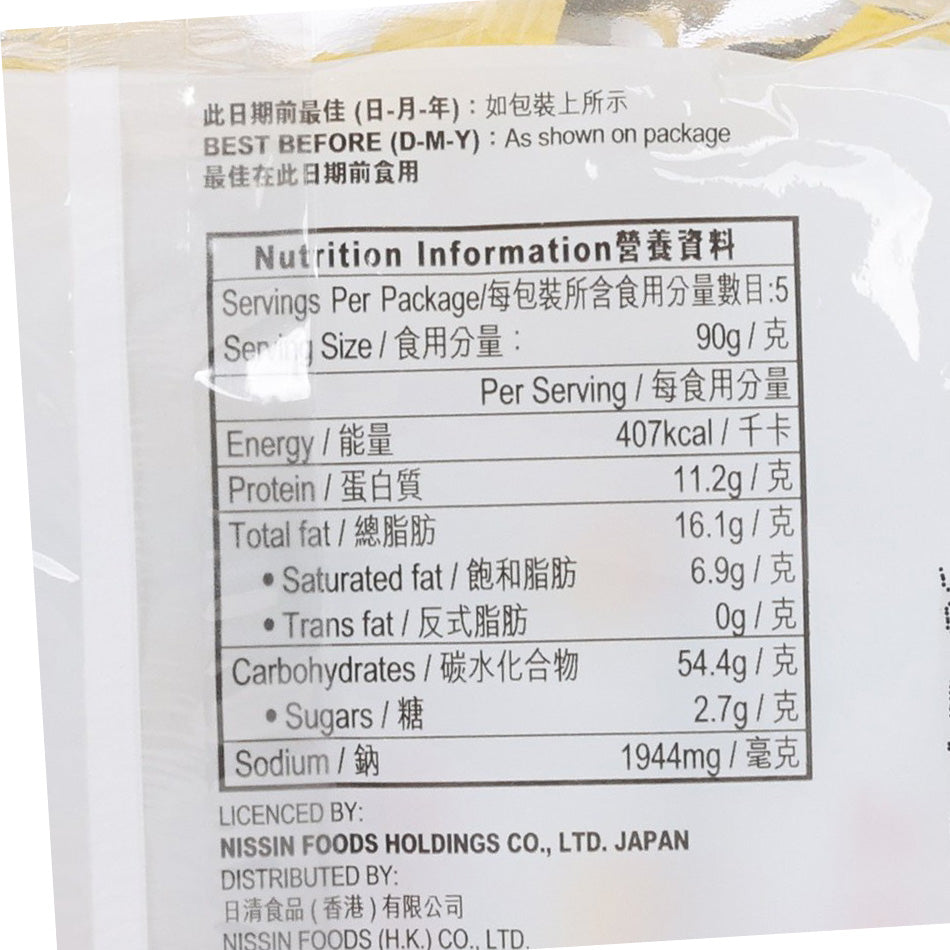 此日期前最佳 (日-月-年)：如包裝上所示
BEST BEFORE (D-M-Y)：As shown on package
最佳在此日期前食用
Nutrition Information營養資料
Servings Per Package/每包裝所含食用分量數目:5
Serving Size / 食用分量： 90g / 克
Per Serving / 每食用分量
Energy / 能量 407kcal / 千卡
Protein / 蛋白質 11.2g / 克
Total fat / 總脂肪 16.1g / 克
• Saturated fat / 飽和脂肪 6.9g / 克
• Trans fat / 反式脂肪 0g / 克
Carbohydrates / 碳水化合物 54.4g / 克
• Sugars / 糖 2.7g / 克
Sodium / 鈉 1944mg / 毫克
LICENCED BY:
NISSIN FOODS HOLDINGS CO., LTD. JAPAN
DISTRIBUTED BY:
日清食品 ( 香港 ) 有限公司
NISSIN FOODS (H.K.) CO., LTD.